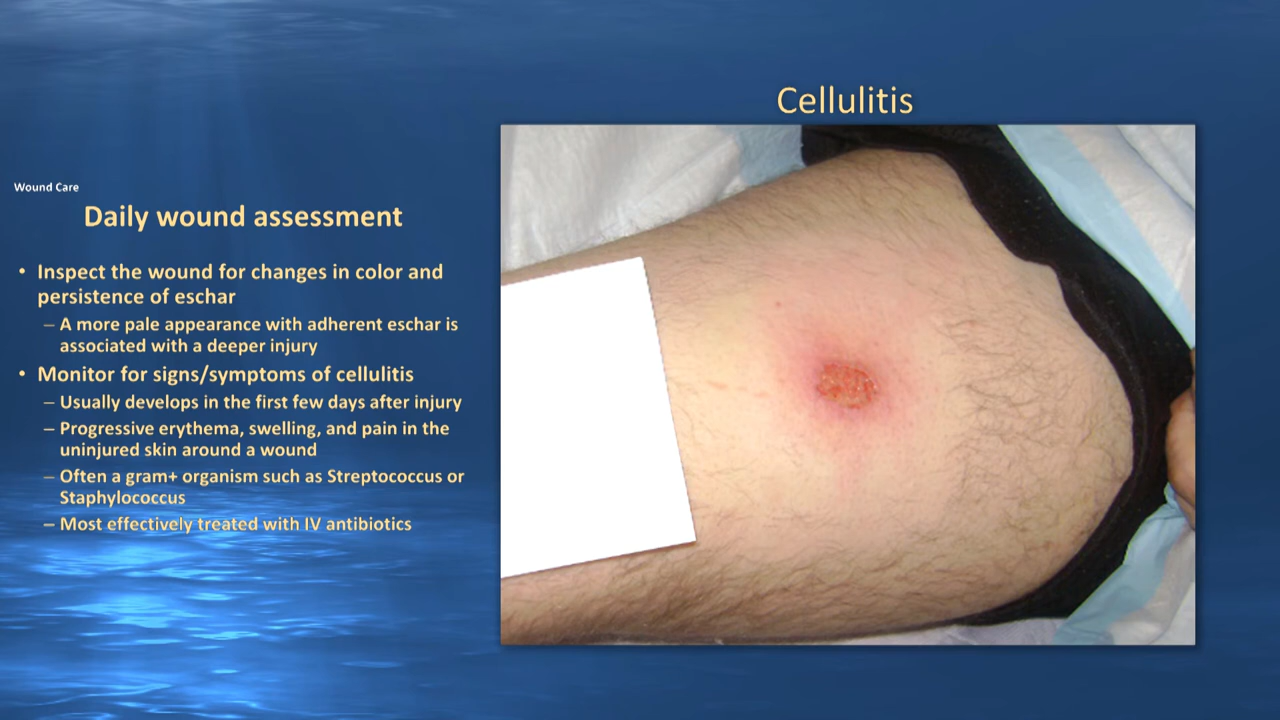 Cellulitis
Wound Care
Daily wound assessment
• Inspect the wound for changes in color and
persistence of eschar
– A more pale appearance with adherent eschar is
associated with a deeper injury
• Monitor for signs/symptoms of cellulitis
– Usually develops in the first few days after injury
– Progressive erythema, swelling, and pain in the
uninjured skin around a wound
– Often a gram+ organism such as Streptococcus or
Staphylococcus
– Most effectively treated with IV antibiotics